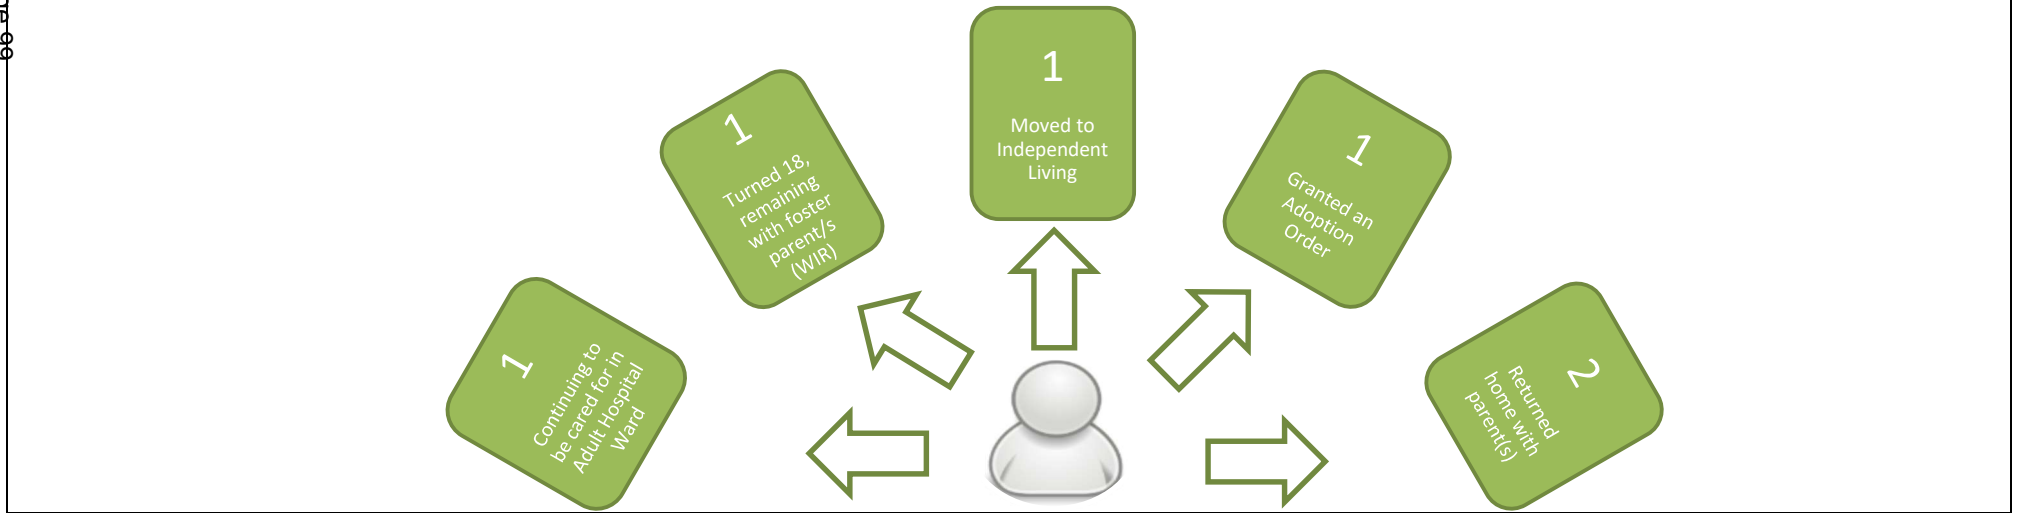 1
Continuing to
be cared for in
Adult Hospital
Ward
1
Turned 18,
remaining
with foster
parent/s
(WIR)
1
Moved to
Independent
Living
1
Granted an
Adoption
Order
2
Returned
home with
parent(s)